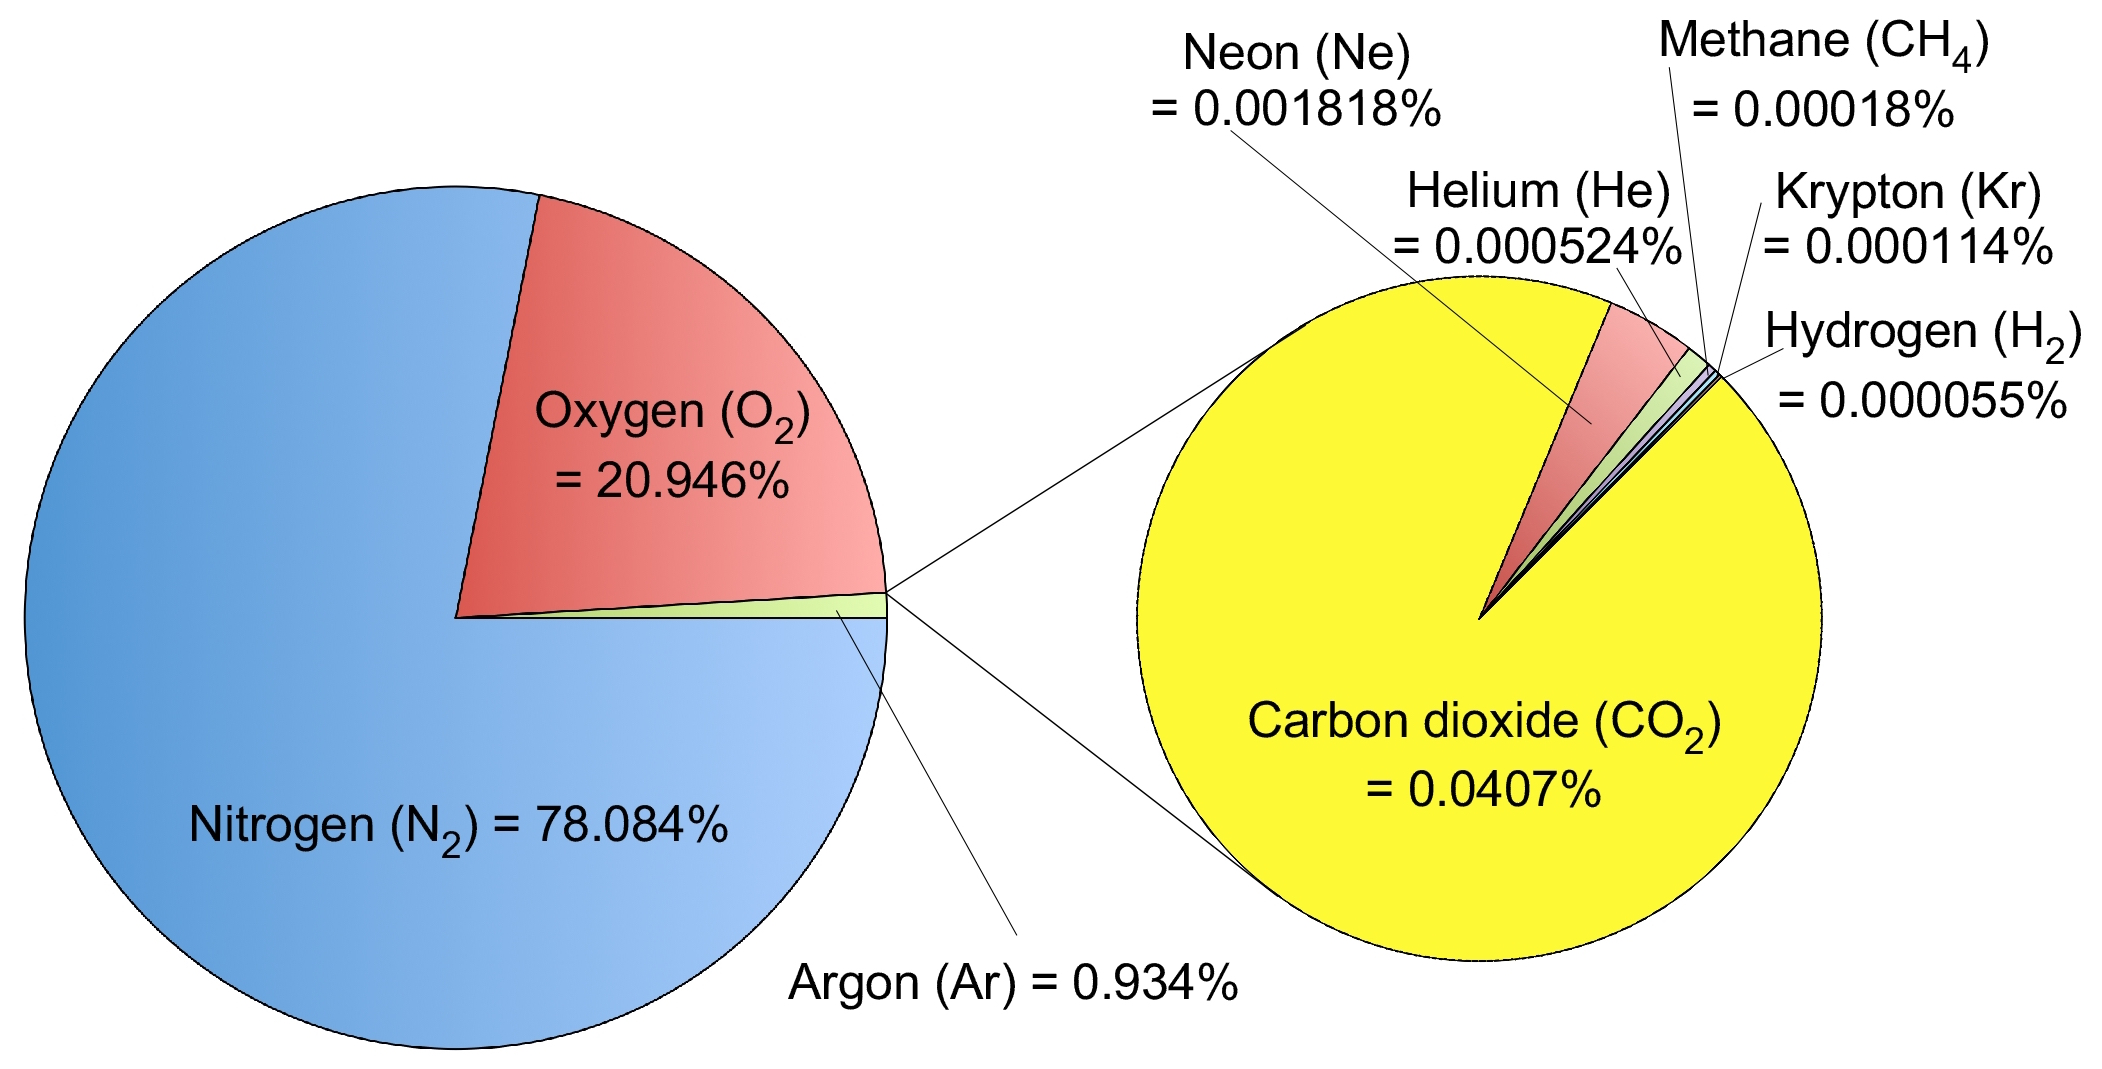 Neon (Ne)
= 0.001818%
Methane (CH₄)
= 0.00018%
Helium (He)
= 0.000524%
Krypton (Kr)
= 0.000114%
Hydrogen (H₂)
= 0.000055%
Oxygen (O₂)
= 20.946%
Carbon dioxide (CO₂)
= 0.0407%
Nitrogen (N₂) = 78.084%
Argon (Ar) = 0.934%